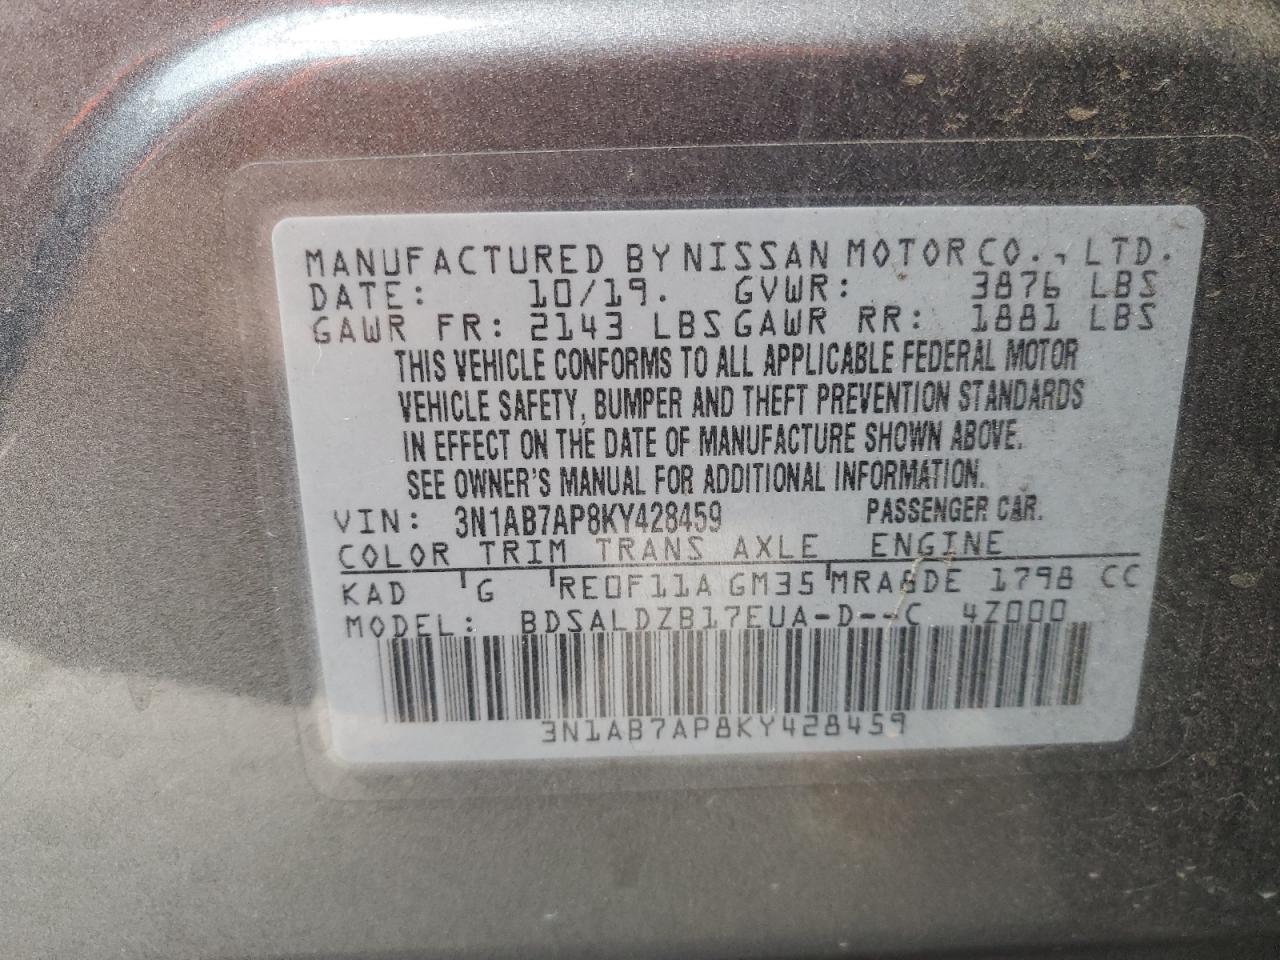 MANUFACTURED BY NISSAN MOTOR CO., LTD.
DATE: 10/19. GVWR: 3876 LBS
GAWR FR: 2143 LBS GAWR RR: 1881 LBS
THIS VEHICLE CONFORMS TO ALL APPLICABLE FEDERAL MOTOR
VEHICLE SAFETY, BUMPER AND THEFT PREVENTION STANDARDS
IN EFFECT ON THE DATE OF MANUFACTURE SHOWN ABOVE.
SEE OWNER'S MANUAL FOR ADDITIONAL INFORMATION.
VIN: 3N1AB7AP8KY428459 PASSENGER CAR.
COLOR TRIM TRANS AXLE ENGINE
KAD G RE0F11A GM35 MRA8DE 1798 CC
MODEL: BDSALDZB17EUA-D--C 4Z000
3N1AB7AP8KY428459